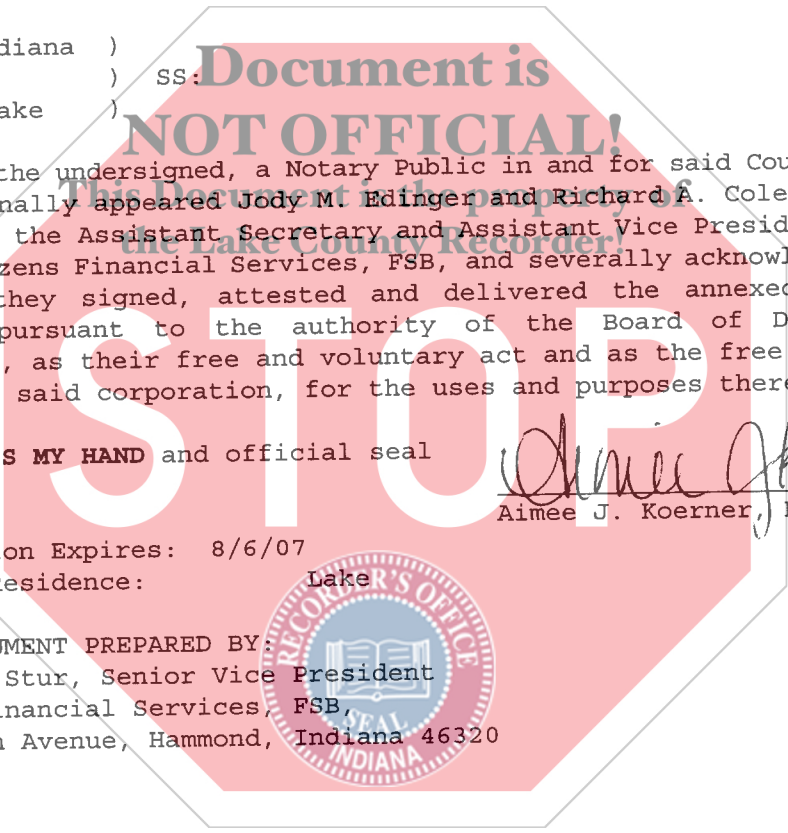 diana )
) SS:
ake )
Document is
NOT OFFICIAL!
This Document is the property of
the Lake County Recorder!
the undersigned, a Notary Public in and for said Cou
nally appeared Jody M. Edinger and Richard A. Cole
the Assistant Secretary and Assistant Vice Presid
zens Financial Services, FSB, and severally acknowl
they signed, attested and delivered the annexed
pursuant to the authority of the Board of D
, as their free and voluntary act and as the free
said corporation, for the uses and purposes there
STOP
S MY HAND and official seal
Aimee J. Koerner,
on Expires: 8/6/07
Residence: Lake
UMENT PREPARED BY:
Stur, Senior Vice President
inancial Services, FSB,
Avenue, Hammond, Indiana 46320
RECORDER'S OFFICE
SEAL
INDIANA